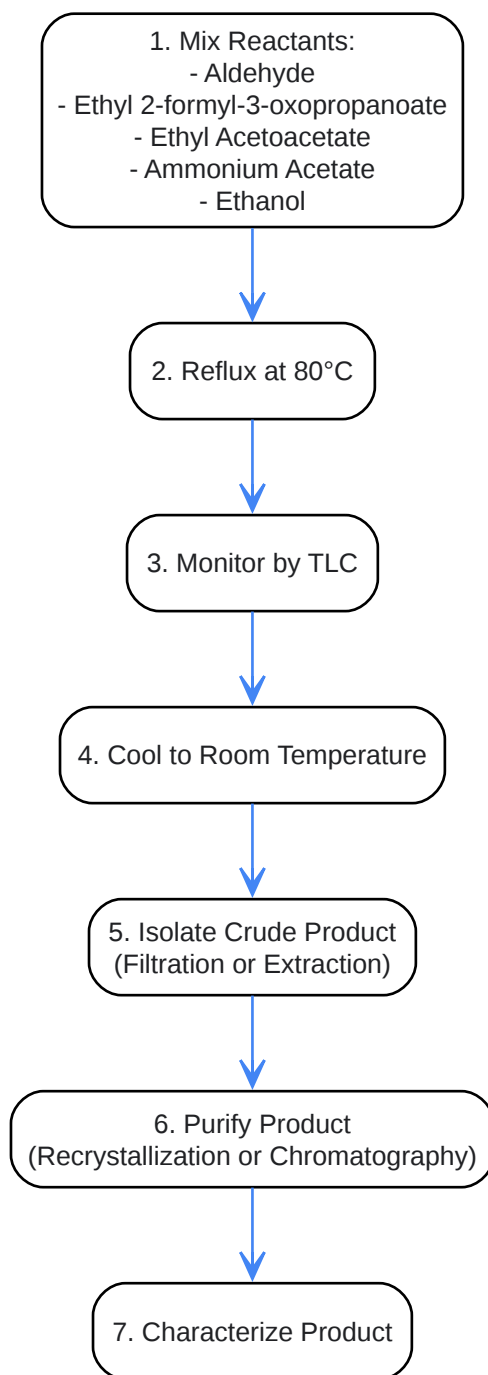 1. Mix Reactants:
- Aldehyde
- Ethyl 2-formyl-3-oxopropanoate
- Ethyl Acetoacetate
- Ammonium Acetate
- Ethanol
2. Reflux at 80°C
3. Monitor by TLC
4. Cool to Room Temperature
5. Isolate Crude Product
(Filtration or Extraction)
6. Purify Product
(Recrystallization or Chromatography)
7. Characterize Product